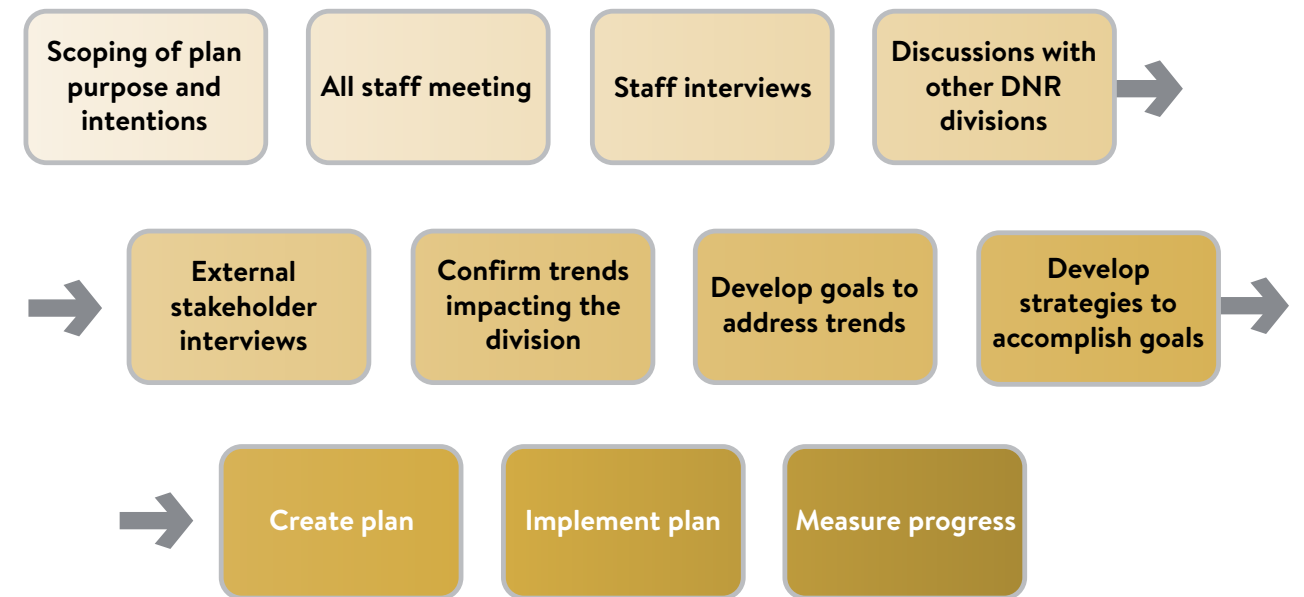 Scoping of plan
purpose and
intentions
All staff meeting
Staff interviews
Discussions with
other DNR
divisions
External
stakeholder
interviews
Confirm trends
impacting the
division
Develop goals to
address trends
Develop
strategies to
accomplish goals
Create plan
Implement plan
Measure progress